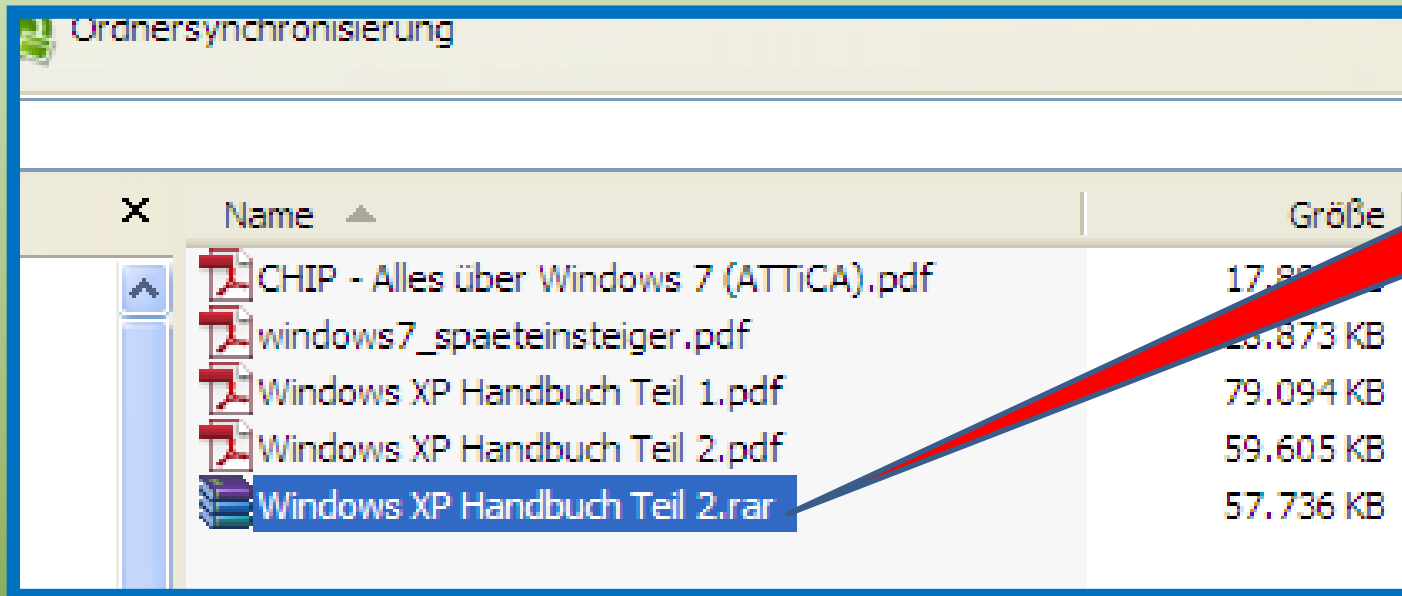 Ordnersynchronisierung
Name Größe
CHIP - Alles über Windows 7 (ATTiCA).pdf
windows7_spaeteinsteiger.pdf KB
Windows XP Handbuch Teil 1.pdf 79.094 KB
Windows XP Handbuch Teil 2.pdf 59.605 KB
Windows XP Handbuch Teil 2.rar 57.736 KB